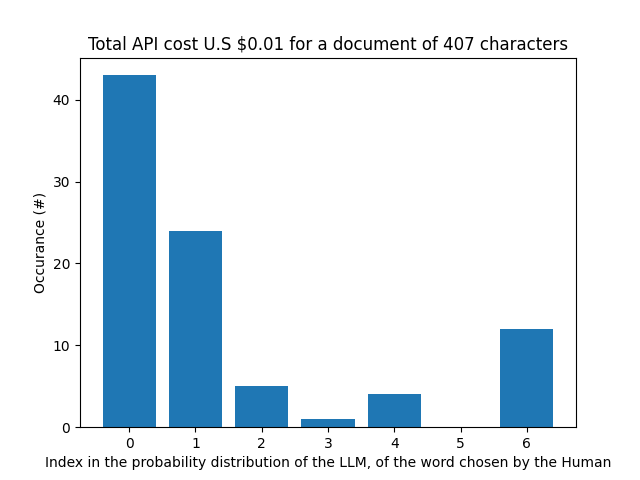 Total API cost U.S $0.01 for a document of 407 characters
40
30
20
10
0
Occurance (#)
0 1 2 3 4 5 6
Index in the probability distribution of the LLM, of the word chosen by the Human